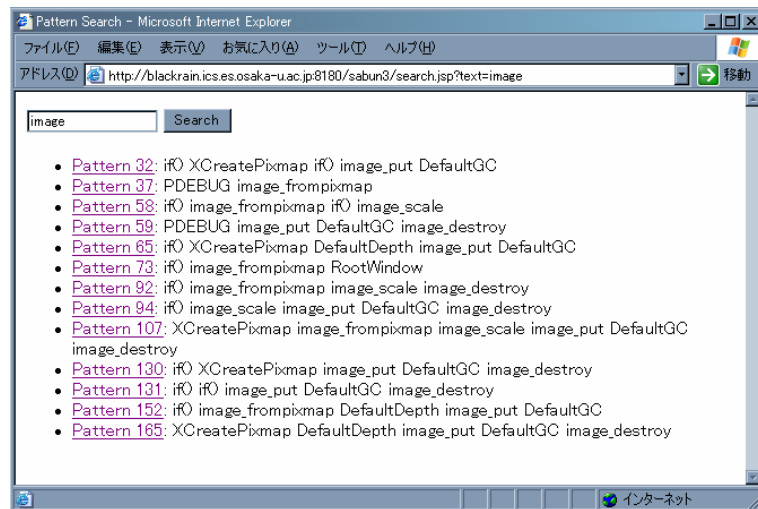 Pattern Search - Microsoft Internet Explorer
ファイル(F) 編集(E) 表示(V) お気に入り(A) ツール(T) ヘルプ(H)
アドレス(D) http://blackrain.ics.es.osaka-u.ac.jp:8180/sabun3/search.jsp?text=image 移動
image Search
• Pattern 32: if() XCreatePixmap if() image_put DefaultGC
• Pattern 37: PDEBUG image_frompixmap
• Pattern 58: if() image_frompixmap if() image_scale
• Pattern 59: PDEBUG image_put DefaultGC image_destroy
• Pattern 65: if() XCreatePixmap DefaultDepth image_put DefaultGC
• Pattern 73: if() image_frompixmap RootWindow
• Pattern 92: if() image_frompixmap image_scale image_destroy
• Pattern 94: if() image_scale image_put DefaultGC image_destroy
• Pattern 107: XCreatePixmap image_frompixmap image_scale image_put DefaultGC
image_destroy
• Pattern 130: if() XCreatePixmap image_put DefaultGC image_destroy
• Pattern 131: if() if() image_put DefaultGC image_destroy
• Pattern 152: if() image_frompixmap DefaultDepth image_put DefaultGC
• Pattern 165: XCreatePixmap DefaultDepth image_put DefaultGC image_destroy
インターネット